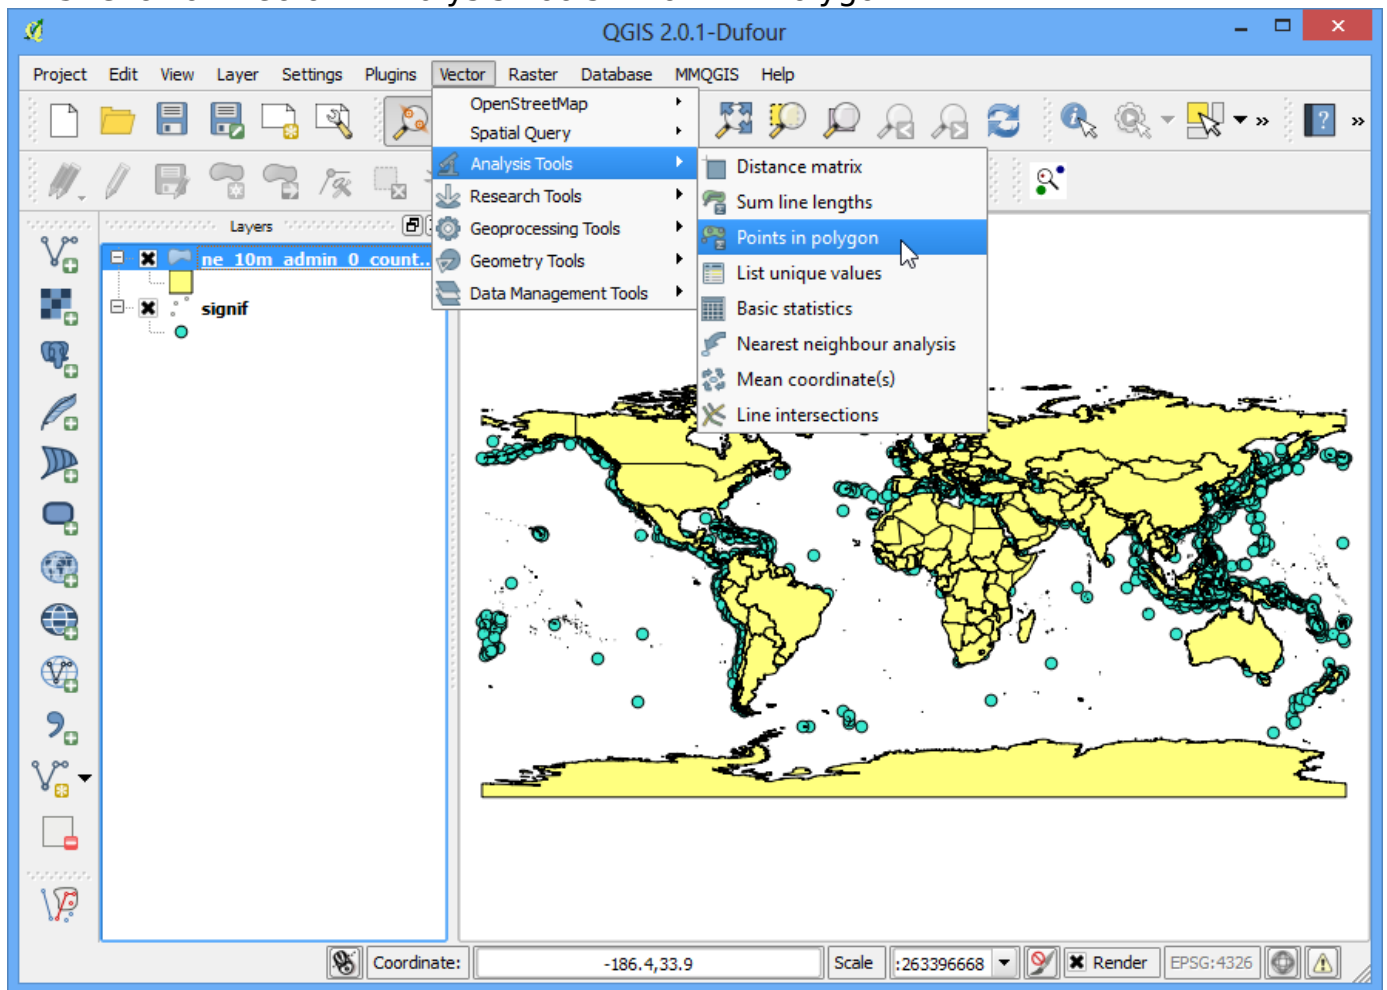 QGIS 2.0.1-Dufour
Project Edit View Layer Settings Plugins Vector Raster Database MMQGIS Help
OpenStreetMap
Spatial Query
Analysis Tools
Research Tools
Geoprocessing Tools
Geometry Tools
Data Management Tools
Distance matrix
Sum line lengths
Points in polygon
List unique values
Basic statistics
Nearest neighbour analysis
Mean coordinate(s)
Line intersections
Layers
ne_10m_admin_0_count...
signif
Coordinate: -186.4,33.9 Scale :263396668 Render EPSG:4326